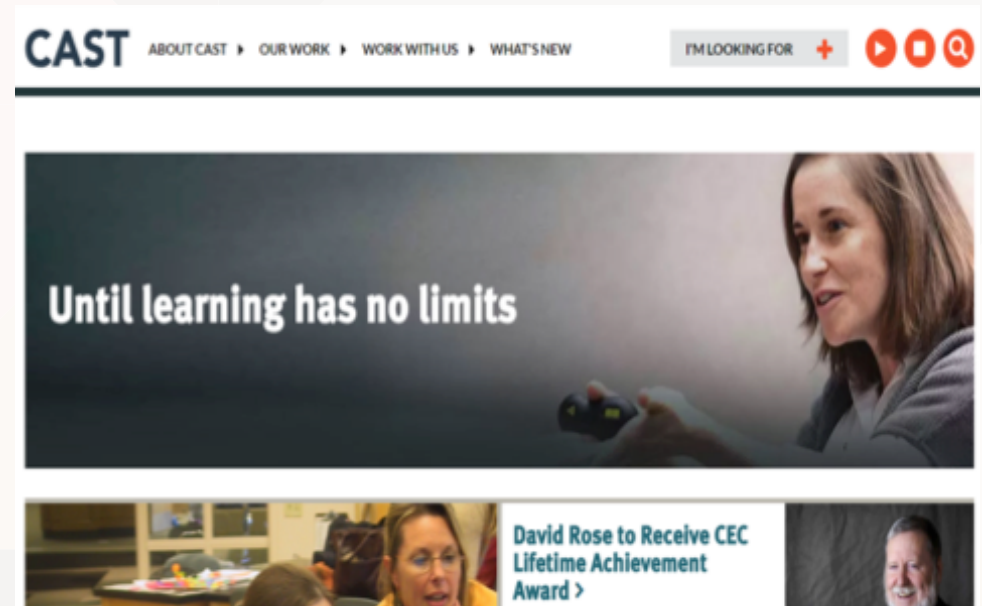 CAST ABOUT CAST OUR WORK WORK WITH US WHAT'S NEW I'M LOOKING FOR +
Until learning has no limits
David Rose to Receive CEC
Lifetime Achievement
Award >